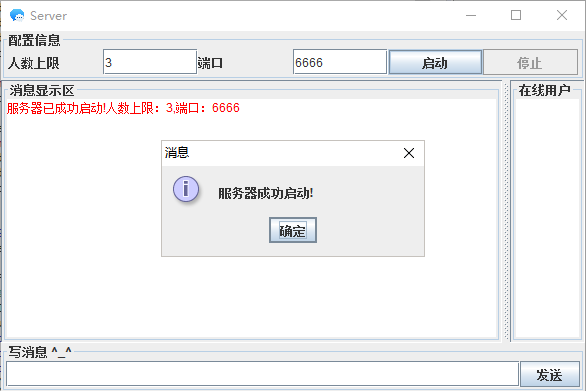 Server
配置信息
人数上限 3 端口 6666 启动 停止
消息显示区 在线用户
服务器已成功启动!人数上限：3,端口：6666
消息
服务器成功启动!
确定
写消息 ^_^
发送